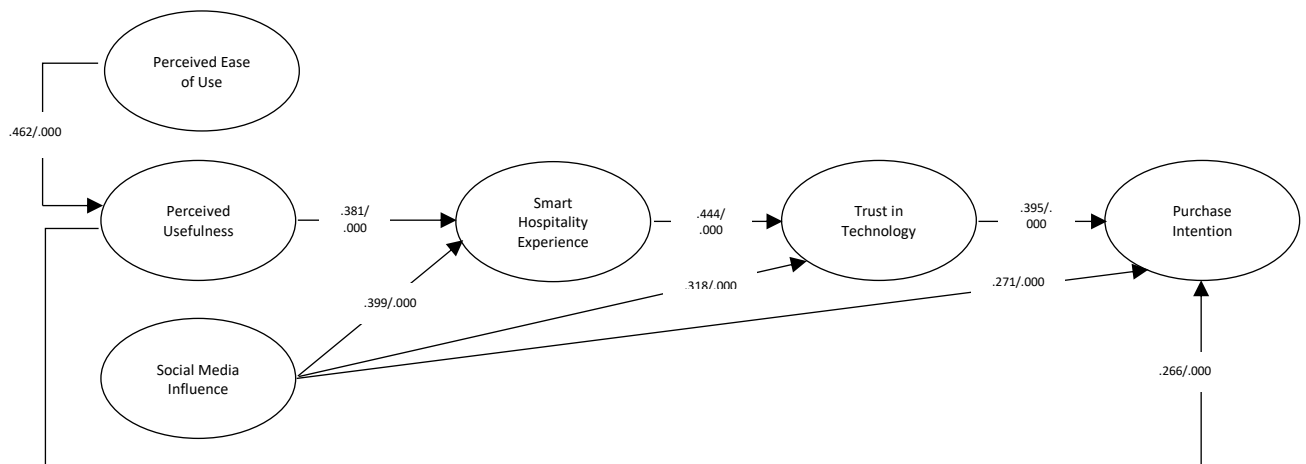 Perceived Ease
of Use
.462/.000
Perceived
Usefulness
.381/
.000
Smart
Hospitality
Experience
.444/
.000
Trust in
Technology
.395/.
000
Purchase
Intention
.399/.000
.318/.000
.271/.000
Social Media
Influence
.266/.000